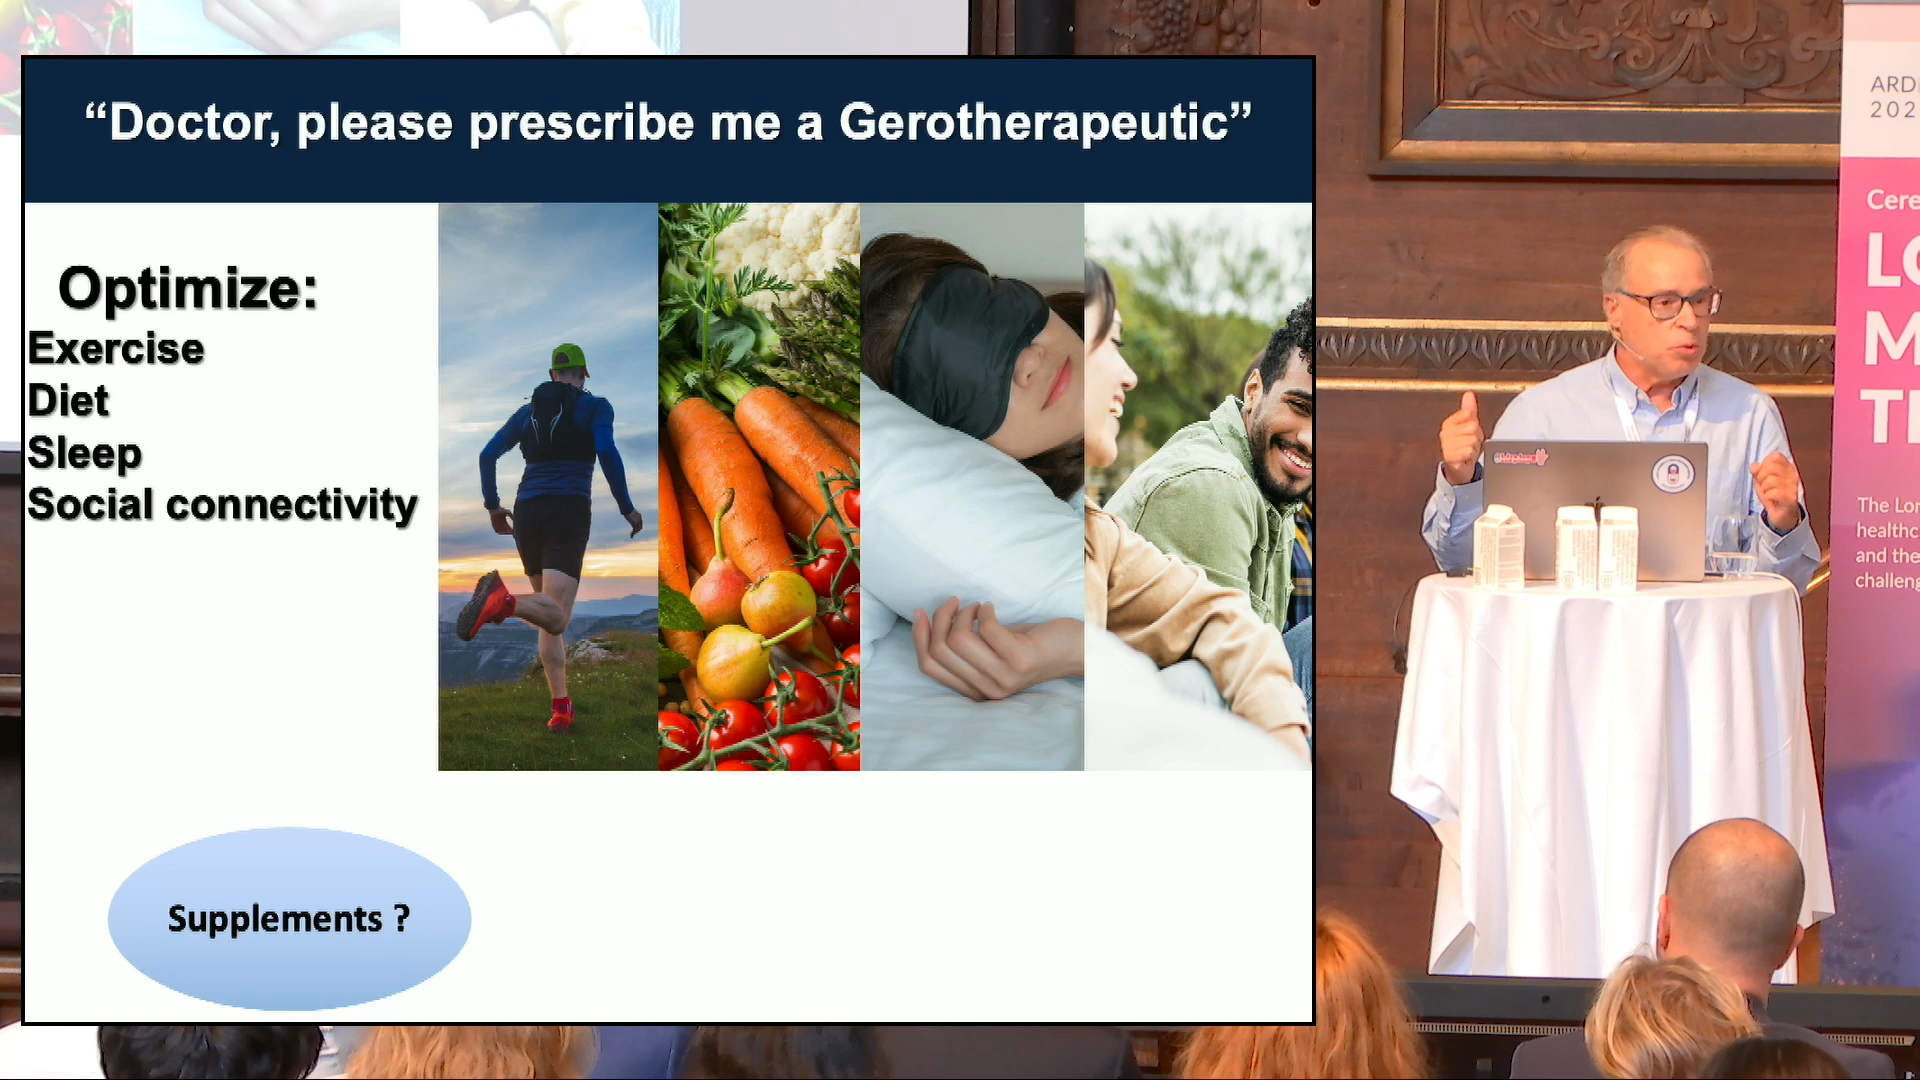 “Doctor, please prescribe me a Gerotherapeutic”
Optimize:
Exercise
Diet
Sleep
Social connectivity
Supplements ?
ARD
202
Cere
LO
M
The Lon
healthc
and the
challeng